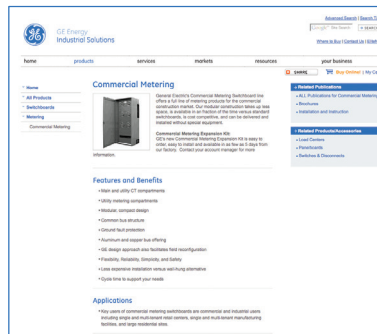 Advanced Search | Search T
GE Energy
Industrial Solutions
Google™ Site Search
SEARCH
Where to Buy | Contact Us |
home
products
services
markets
resources
your business
SHARE
Buy Online | My Ca
Home
All Products
Switchboards
Metering
Commercial Metering
Commercial Metering
General Electric's Commercial Metering Switchboard line
offers a full line of metering products for the commercial
construction market. Our modular construction takes up less
space, is available in an fraction of the time versus standard
switchboards, is cost competitive, and can be delivered and
installed without special equipment.
Commercial Metering Expansion Kit
GE's new Commercial Metering Expansion Kit is easy to
order, easy to install and available in as few as 5 days from
our factory. Contact your account manager for more
information.
Related Publications
ALL Publications for Commercial Metering
Brochures
Installation and Instruction
Related Products/Accessories
Load Centers
Panelboards
Switches & Disconnects
Features and Benefits
Main and utility CT compartments
Utility metering compartments
Modular, compact design
Common bus structure
Ground fault protection
Aluminum and copper bus offering
GE design approach also facilitates field reconfiguration
Flexibility, Reliability, Simplicity, and Safety
Less expensive installation versus wall-hung alternative
Cycle time to support your needs
Applications
Key users of commercial metering switchboards are commercial and industrial users
including single and multi-tenant retail centers, single and multi-tenant manufacturing
facilities, and large residential sites.